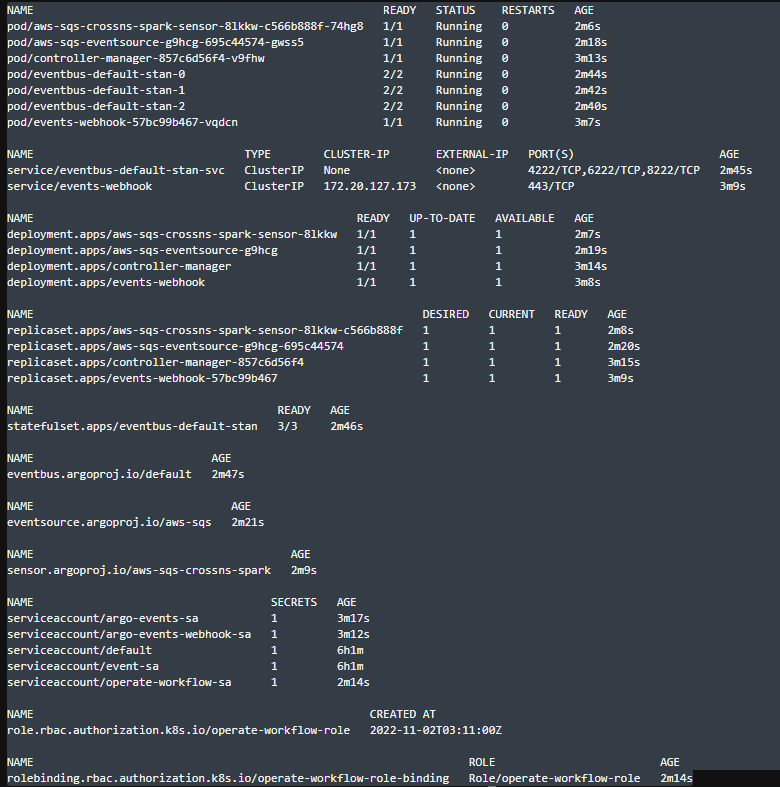 NAME READY STATUS RESTARTS AGE
pod/aws-sqs-crossns-spark-sensor-8lkkw-c566b888f-74hg8 1/1 Running 0 2m6s
pod/aws-sqs-eventsource-g9hcg-695c44574-gwss5 1/1 Running 0 2m18s
pod/controller-manager-857c6d56f4-v9fhw 1/1 Running 0 3m13s
pod/eventbus-default-stan-0 2/2 Running 0 2m44s
pod/eventbus-default-stan-1 2/2 Running 0 2m42s
pod/eventbus-default-stan-2 2/2 Running 0 2m40s
pod/events-webhook-57bc99b467-vqdcn 1/1 Running 0 3m7s
NAME TYPE CLUSTER-IP EXTERNAL-IP PORT(S) AGE
service/eventbus-default-stan-svc ClusterIP None <none> 4222/TCP,6222/TCP,8222/TCP 2m45s
service/events-webhook ClusterIP 172.20.127.173 <none> 443/TCP 3m9s
NAME READY UP-TO-DATE AVAILABLE AGE
deployment.apps/aws-sqs-crossns-spark-sensor-8lkkw 1/1 1 1 2m7s
deployment.apps/aws-sqs-eventsource-g9hcg 1/1 1 1 2m19s
deployment.apps/controller-manager 1/1 1 1 3m14s
deployment.apps/events-webhook 1/1 1 1 3m8s
NAME DESIRED CURRENT READY AGE
replicaset.apps/aws-sqs-crossns-spark-sensor-8lkkw-c566b888f 1 1 1 2m8s
replicaset.apps/aws-sqs-eventsource-g9hcg-695c44574 1 1 1 2m20s
replicaset.apps/controller-manager-857c6d56f4 1 1 1 3m15s
replicaset.apps/events-webhook-57bc99b467 1 1 1 3m9s
NAME READY AGE
statefulset.apps/eventbus-default-stan 3/3 2m46s
NAME AGE
eventbus.argoproj.io/default 2m47s
NAME AGE
eventsource.argoproj.io/aws-sqs 2m21s
NAME AGE
sensor.argoproj.io/aws-sqs-crossns-spark 2m9s
NAME SECRETS AGE
serviceaccount/argo-events-sa 1 3m17s
serviceaccount/argo-events-webhook-sa 1 3m12s
serviceaccount/default 1 6h1m
serviceaccount/event-sa 1 6h1m
serviceaccount/operate-workflow-sa 1 2m14s
NAME CREATED AT
role.rbac.authorization.k8s.io/operate-workflow-role 2022-11-02T03:11:00Z
NAME ROLE AGE
rolebinding.rbac.authorization.k8s.io/operate-workflow-role-binding Role/operate-workflow-role 2m14s